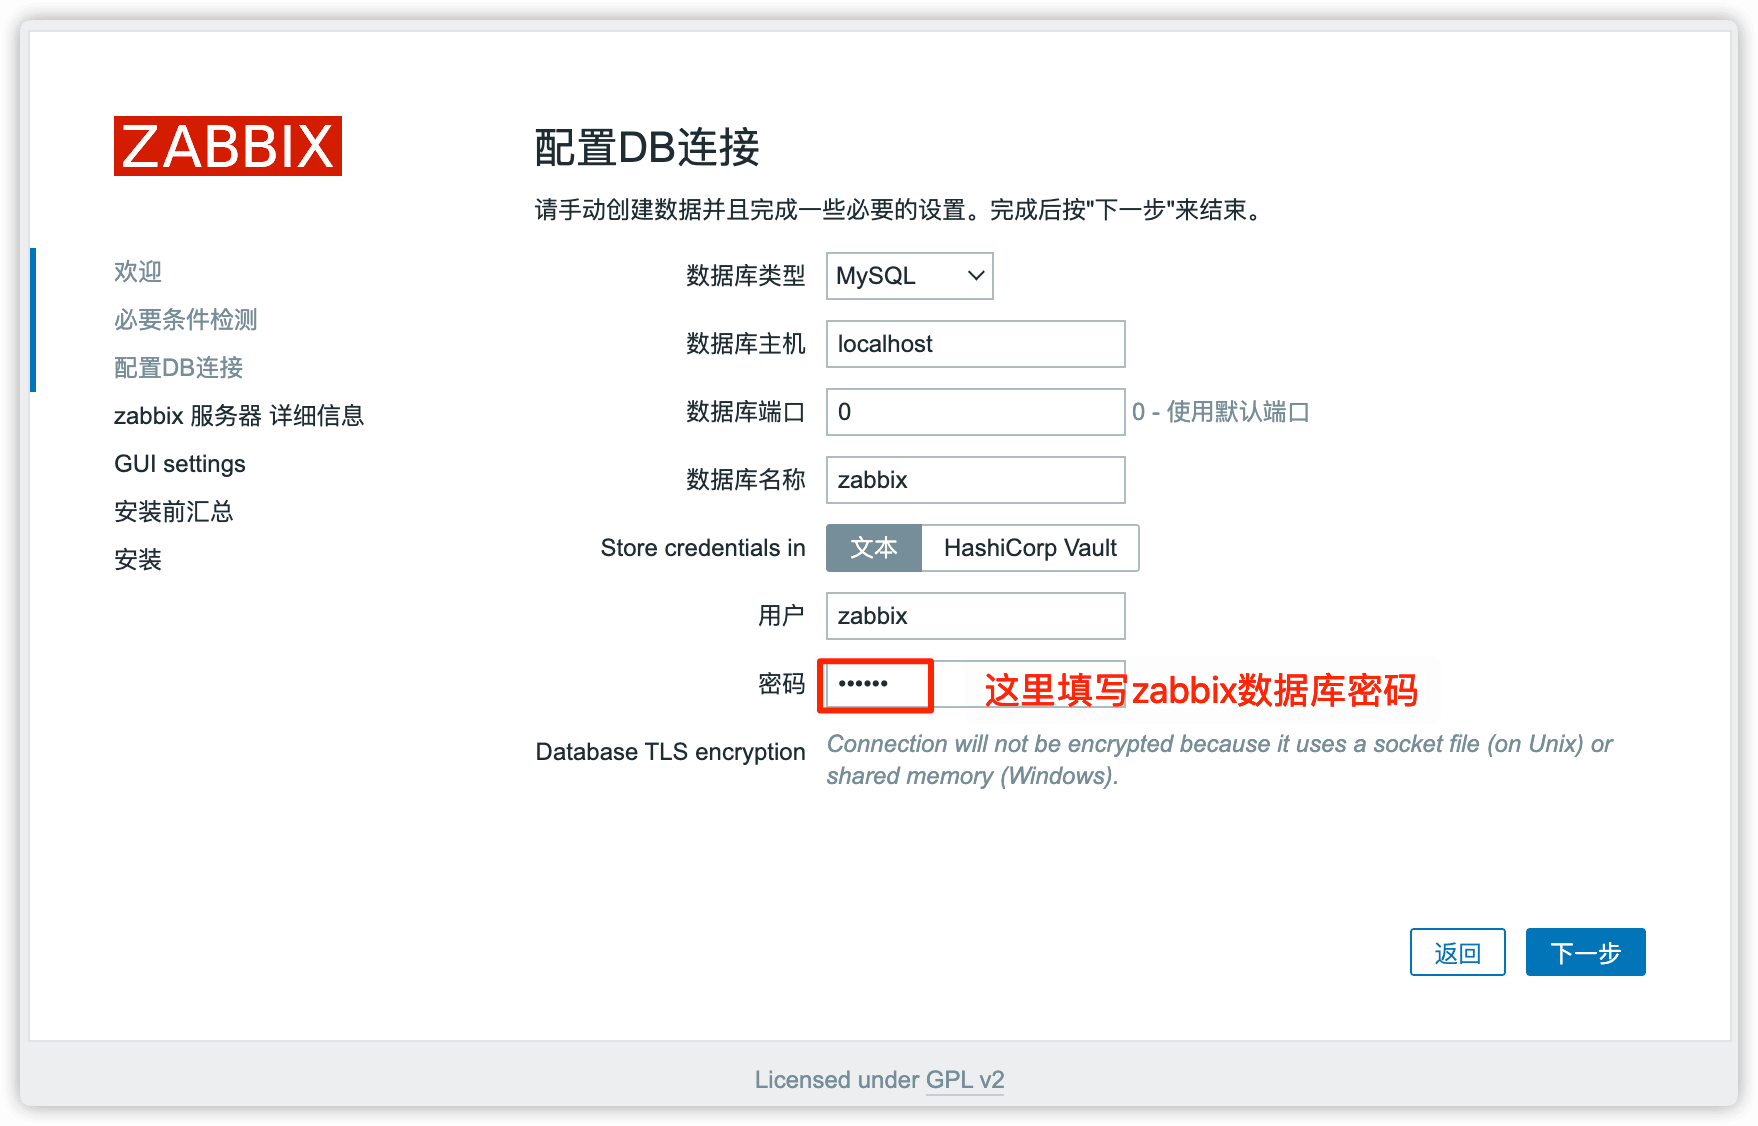 ZABBIX
欢迎
必要条件检测
配置DB连接
zabbix 服务器 详细信息
GUI settings
安装前汇总
安装
配置DB连接
请手动创建数据并且完成一些必要的设置。完成后按"下一步"来结束。
数据库类型 MySQL
数据库主机 localhost
数据库端口 0 0 - 使用默认端口
数据库名称 zabbix
Store credentials in 文本 HashiCorp Vault
用户 zabbix
密码 •••••• 这里填写zabbix数据库密码
Database TLS encryption Connection will not be encrypted because it uses a socket file (on Unix) or
shared memory (Windows).
返回 下一步
Licensed under GPL v2